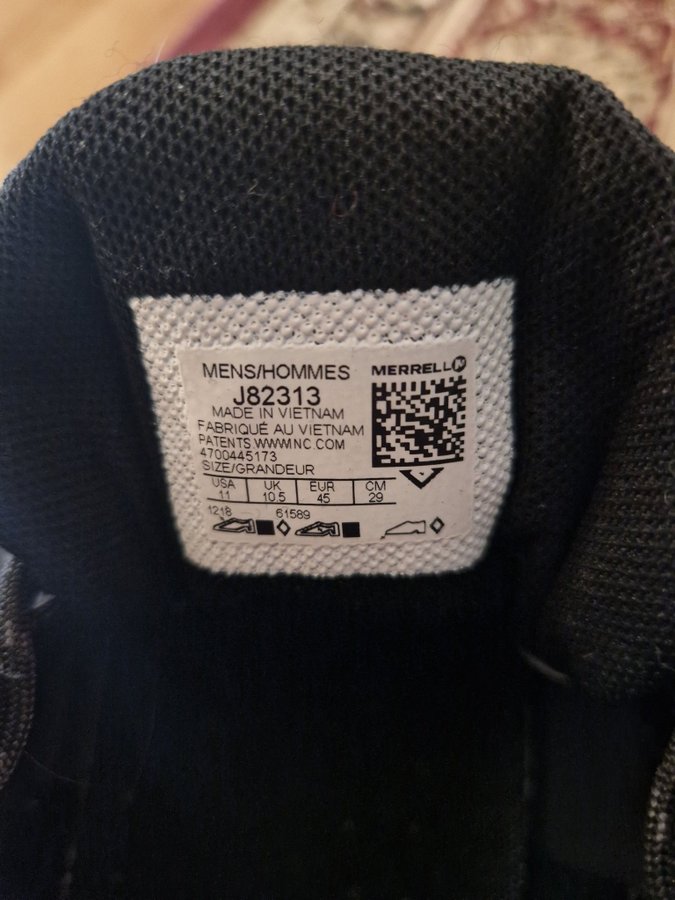 MENS/HOMMES
MERRELL
J82313
MADE IN VIETNAM
FABRIQUÉ AU VIETNAM
PATENTS WWW.NC.COM
4700445173
SIZE/GRANDEUR
USA UK EUR CM
11 10.5 45 29
1218 61589